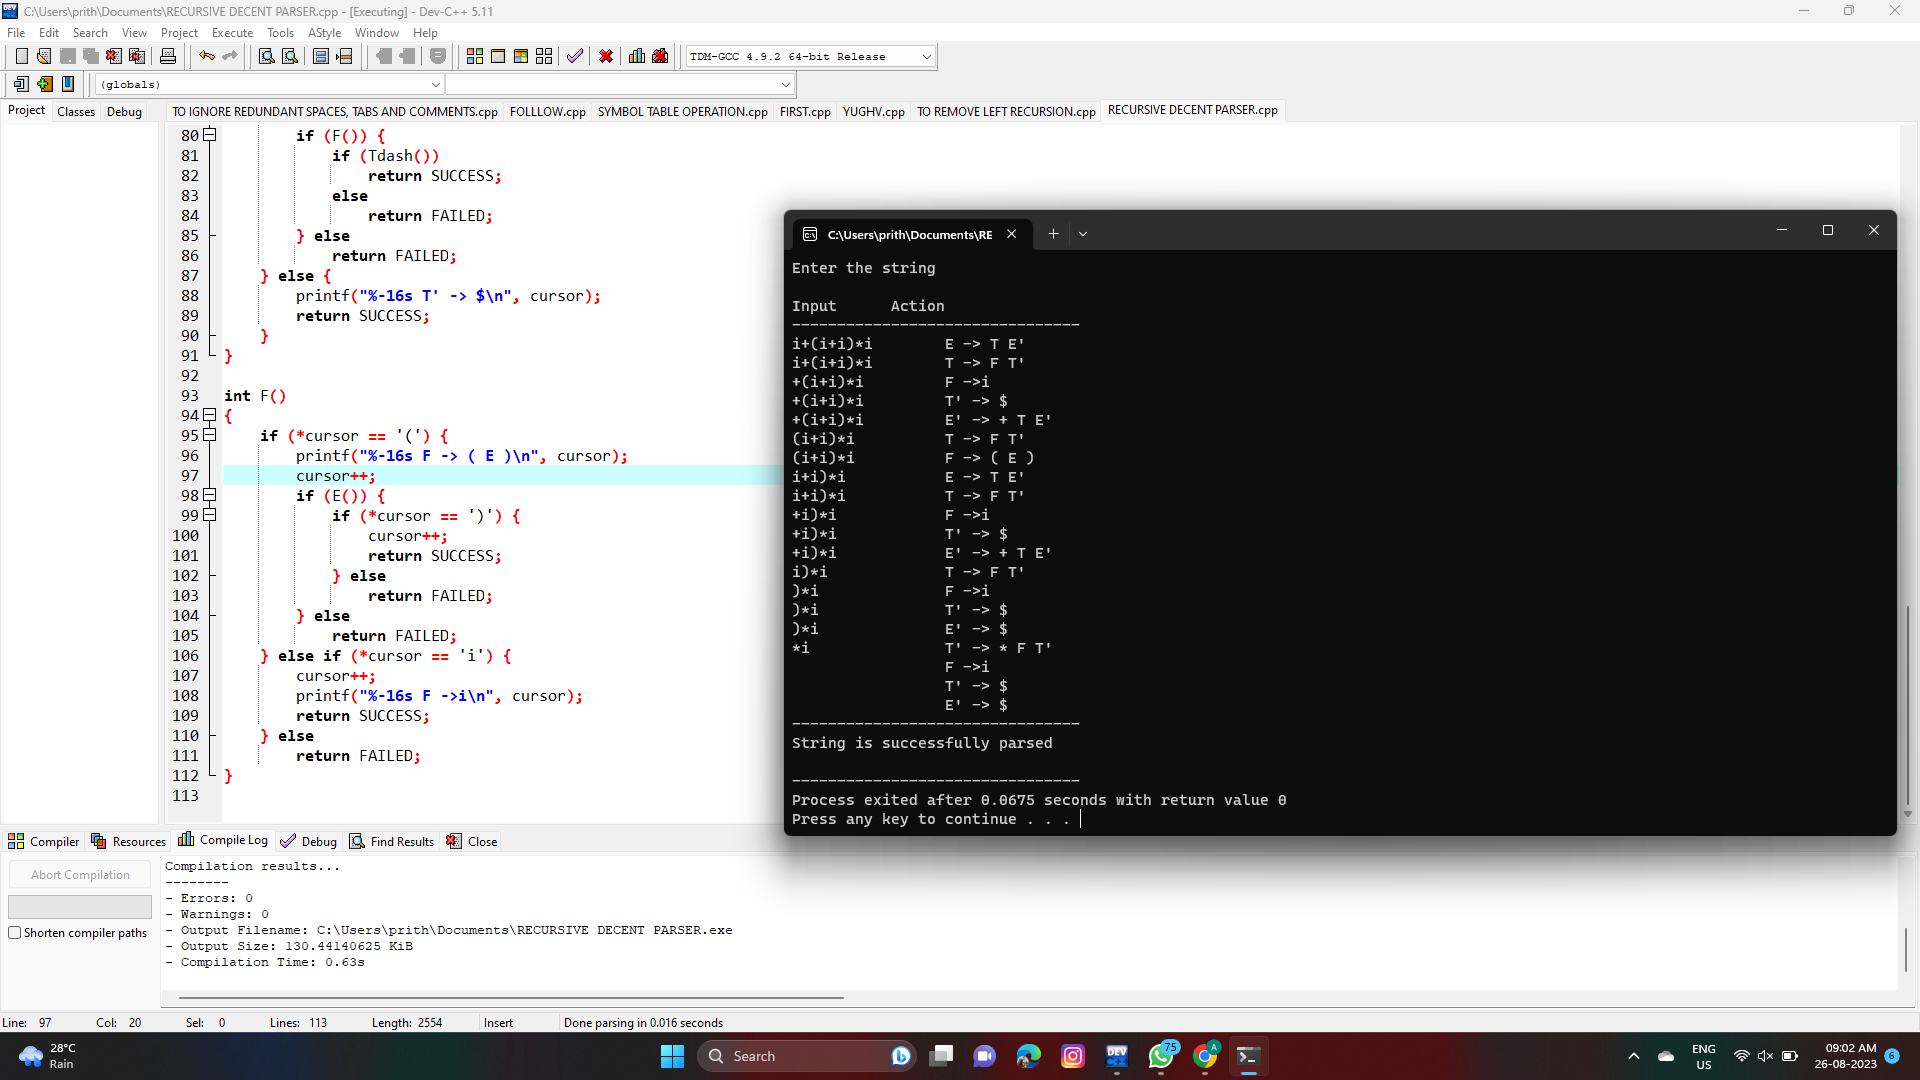 C:\Users\prith\Documents\RECURSIVE DECENT PARSER.cpp - [Executing] - Dev-C++ 5.11
File Edit Search View Project Execute Tools AStyle Window Help
TDM-GCC 4.9.2 64-bit Release
(globals)
Project Classes Debug
TO IGNORE REDUNDANT SPACES, TABS AND COMMENTS.cpp FOLLLOW.cpp SYMBOL TABLE OPERATION.cpp FIRST.cpp YUGHV.cpp TO REMOVE LEFT RECURSION.cpp RECURSIVE DECENT PARSER.cpp
80 if (F()) {
81 if (Tdash())
82 return SUCCESS;
83 else
84 return FAILED;
85 } else
86 return FAILED;
87 } else {
88 printf("%-16s T' -> $\n", cursor);
89 return SUCCESS;
90 }
91 }
92
93 int F()
94 {
95 if (*cursor == '(') {
96 printf("%-16s F -> ( E )\n", cursor);
97 cursor++;
98 if (E()) {
99 if (*cursor == ')') {
100 cursor++;
101 return SUCCESS;
102 } else
103 return FAILED;
104 } else
105 return FAILED;
106 } else if (*cursor == 'i') {
107 cursor++;
108 printf("%-16s F ->i\n", cursor);
109 return SUCCESS;
110 } else
111 return FAILED;
112 }
113
C:\Users\prith\Documents\RE
Enter the string
Input Action
--------------------------------
i+(i+i)*i E -> T E'
i+(i+i)*i T -> F T'
+(i+i)*i F ->i
+(i+i)*i T' -> $
+(i+i)*i E' -> + T E'
(i+i)*i T -> F T'
(i+i)*i F -> ( E )
i+i)*i E -> T E'
i+i)*i T -> F T'
+i)*i F ->i
+i)*i T' -> $
+i)*i E' -> + T E'
i)*i T -> F T'
)*i F ->i
)*i T' -> $
)*i E' -> $
*i T' -> * F T'
F ->i
T' -> $
E' -> $
--------------------------------
String is successfully parsed
--------------------------------
Process exited after 0.0675 seconds with return value 0
Press any key to continue . . .
Compiler Resources Compile Log Debug Find Results Close
Abort Compilation
Shorten compiler paths
Compilation results...
--------
- Errors: 0
- Warnings: 0
- Output Filename: C:\Users\prith\Documents\RECURSIVE DECENT PARSER.exe
- Output Size: 130.44140625 KiB
- Compilation Time: 0.63s
Line: 97 Col: 20 Sel: 0 Lines: 113 Length: 2554 Insert Done parsing in 0.016 seconds
28°C
Rain
Search
DEV
75
A
ENG
US
09:02 AM
26-08-2023
6